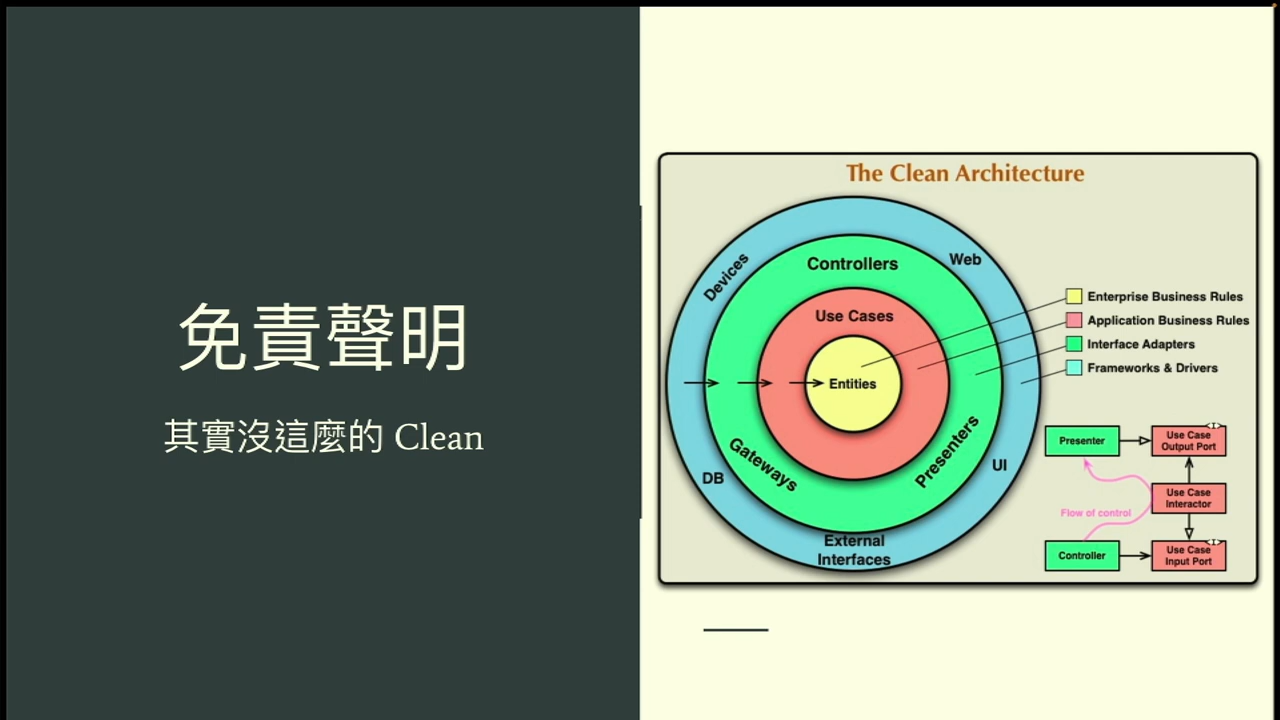 免責聲明
其實沒這麼的 Clean
The Clean Architecture
Devices
Web
Controllers
Use Cases
Entities
Gateways
Presenters
DB
UI
External
Interfaces
Enterprise Business Rules
Application Business Rules
Interface Adapters
Frameworks & Drivers
Presenter
Use Case
Output Port
Use Case
Interactor
Flow of control
Controller
Use Case
Input Port